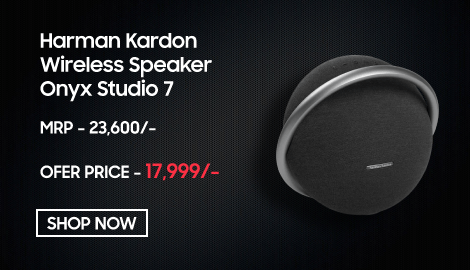 Harman Kardon
Wireless Speaker
Onyx Studio 7
MRP - 23,600/-
OFER PRICE - 17,999/-
SHOP NOW